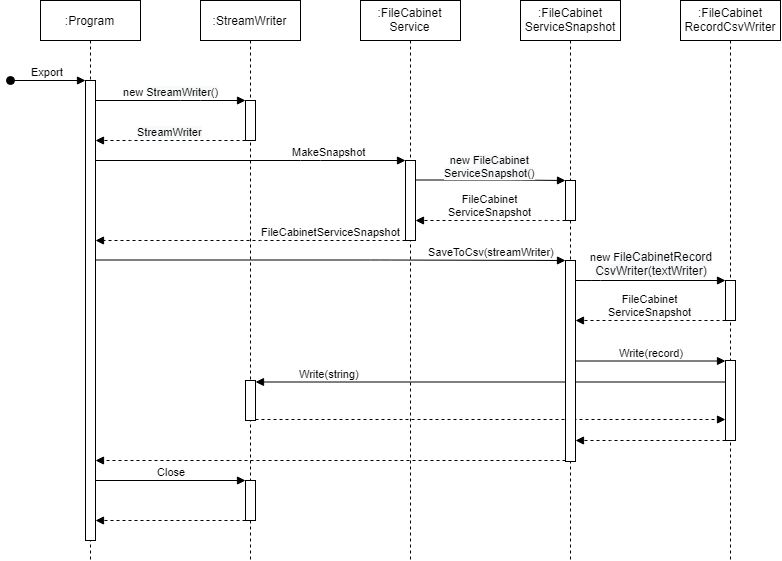 :Program
:StreamWriter
:FileCabinet
Service
:FileCabinet
ServiceSnapshot
:FileCabinet
RecordCsvWriter
Export
new StreamWriter()
StreamWriter
MakeSnapshot
new FileCabinet
ServiceSnapshot()
FileCabinet
ServiceSnapshot
FileCabinetServiceSnapshot
SaveToCsv(streamWriter)
new FileCabinetRecord
CsvWriter(textWriter)
FileCabinet
ServiceSnapshot
Write(record)
Write(string)
Close